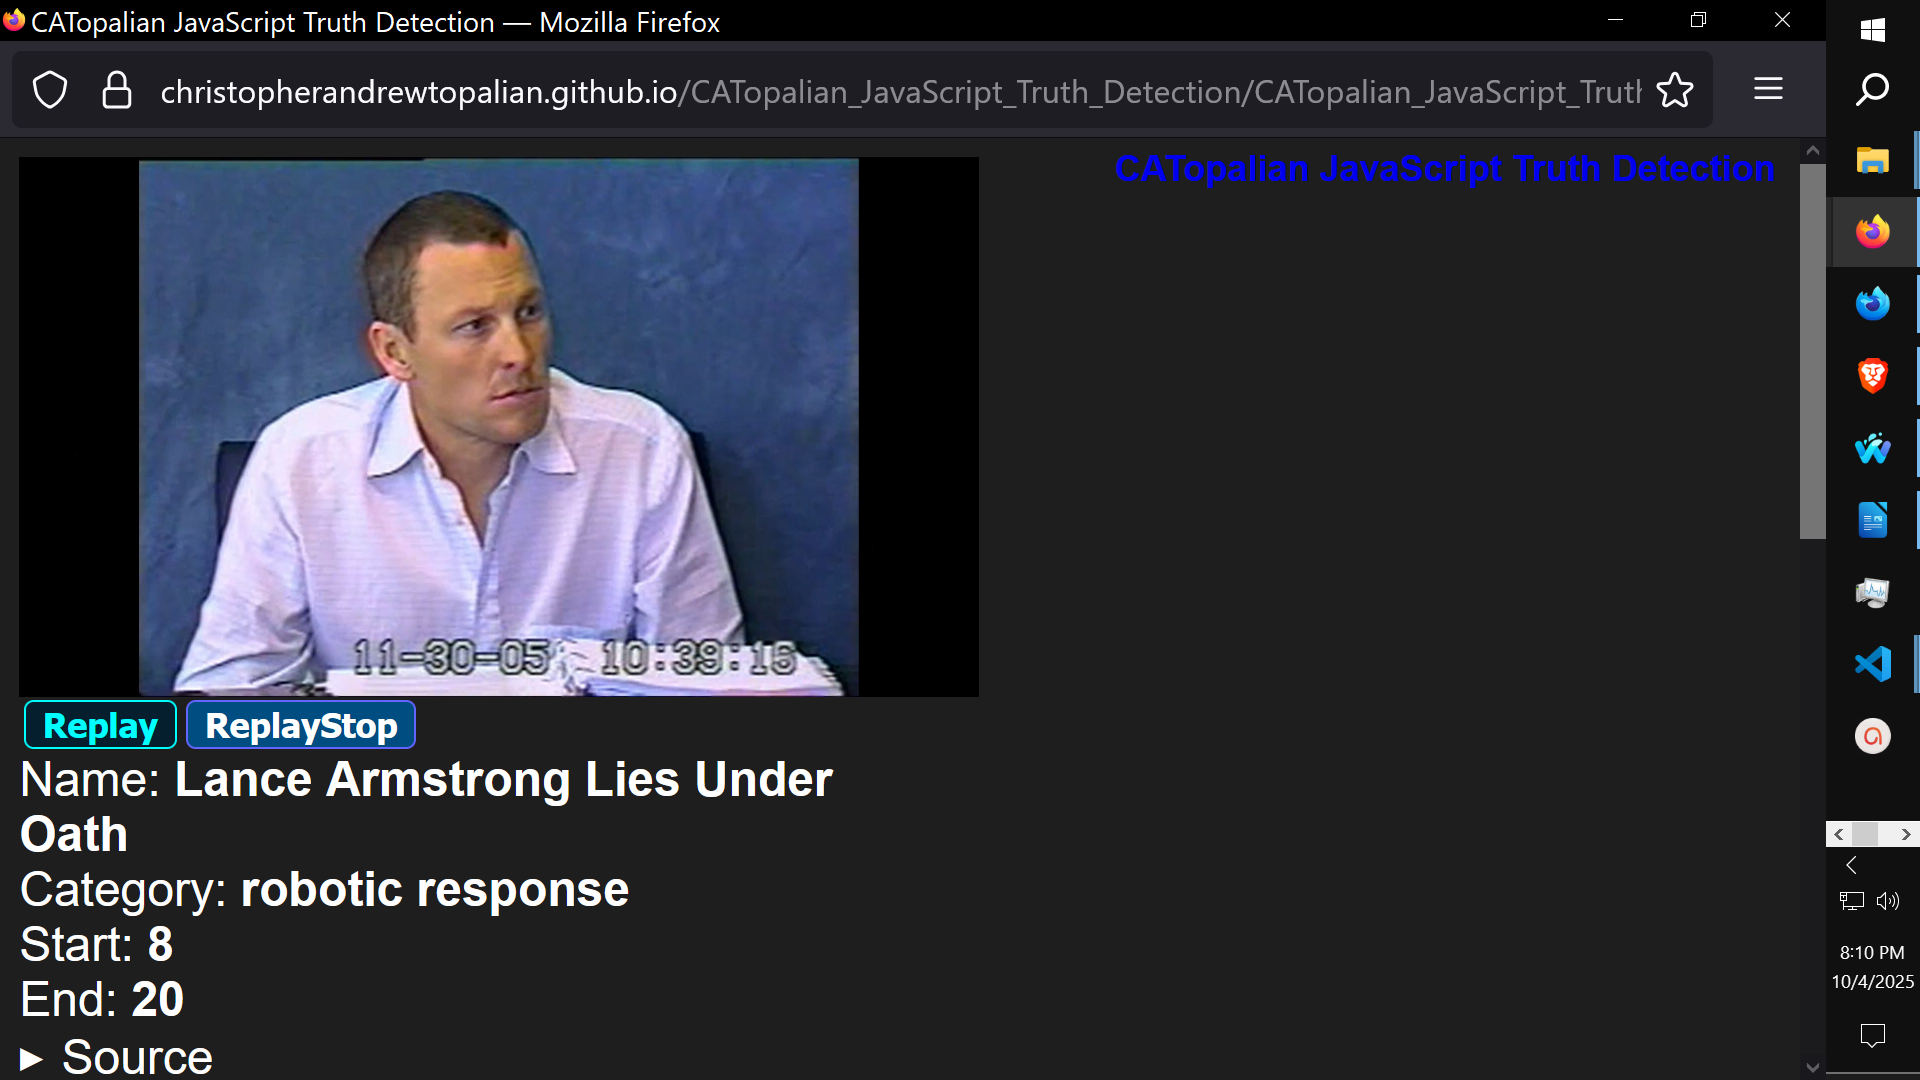 CATopalian JavaScript Truth Detection — Mozilla Firefox
christopherandrewtopalian.github.io/CATopalian_JavaScript_Truth_Detection/CATopalian_JavaScript_Truth
CATopalian JavaScript Truth Detection
11-30-05 10:39:15
Replay ReplayStop
Name: Lance Armstrong Lies Under
Oath
Category: robotic response
Start: 8
End: 20
► Source
8:10 PM
10/4/2025